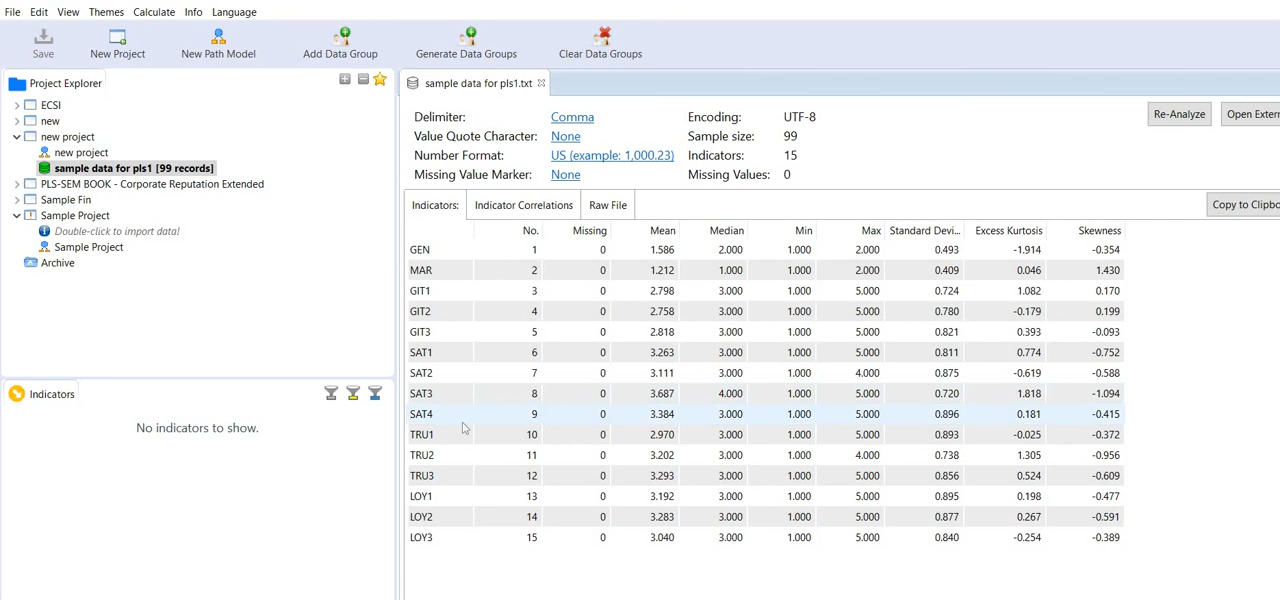 File Edit View Themes Calculate Info Language
Save New Project New Path Model Add Data Group Generate Data Groups Clear Data Groups
Project Explorer
ECSI
new
new project
new project
sample data for pls1 [99 records]
PLS-SEM BOOK - Corporate Reputation Extended
Sample Fin
Sample Project
Double-click to import data!
Sample Project
Archive
Indicators
No indicators to show.
sample data for pls1.txt
Delimiter: Comma Encoding: UTF-8 Re-Analyze Open Extern
Value Quote Character: None Sample size: 99
Number Format: US (example: 1,000.23) Indicators: 15
Missing Value Marker: None Missing Values: 0
Indicators: Indicator Correlations Raw File Copy to Clipbo
No. Missing Mean Median Min Max Standard Devi... Excess Kurtosis Skewness
GEN 1 0 1.586 2.000 1.000 2.000 0.493 -1.914 -0.354
MAR 2 0 1.212 1.000 1.000 2.000 0.409 0.046 1.430
GIT1 3 0 2.798 3.000 1.000 5.000 0.724 1.082 0.170
GIT2 4 0 2.758 3.000 1.000 5.000 0.780 -0.179 0.199
GIT3 5 0 2.818 3.000 1.000 5.000 0.821 0.393 -0.093
SAT1 6 0 3.263 3.000 1.000 5.000 0.811 0.774 -0.752
SAT2 7 0 3.111 3.000 1.000 4.000 0.875 -0.619 -0.588
SAT3 8 0 3.687 4.000 1.000 5.000 0.720 1.818 -1.094
SAT4 9 0 3.384 3.000 1.000 5.000 0.896 0.181 -0.415
TRU1 10 0 2.970 3.000 1.000 5.000 0.893 -0.025 -0.372
TRU2 11 0 3.202 3.000 1.000 4.000 0.738 1.305 -0.956
TRU3 12 0 3.293 3.000 1.000 5.000 0.856 0.524 -0.609
LOY1 13 0 3.192 3.000 1.000 5.000 0.895 0.198 -0.477
LOY2 14 0 3.283 3.000 1.000 5.000 0.877 0.267 -0.591
LOY3 15 0 3.040 3.000 1.000 5.000 0.840 -0.254 -0.389